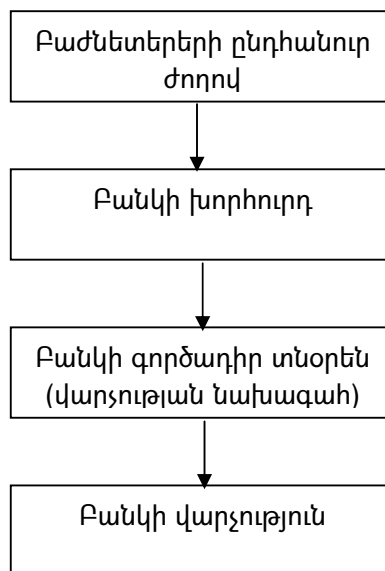 Բաժնետերերի ընդհանուր
ժողով
Բանկի խորհուրդ
Բանկի գործադիր տնօրեն
(վարչության նախագահ)
Բանկի վարչություն